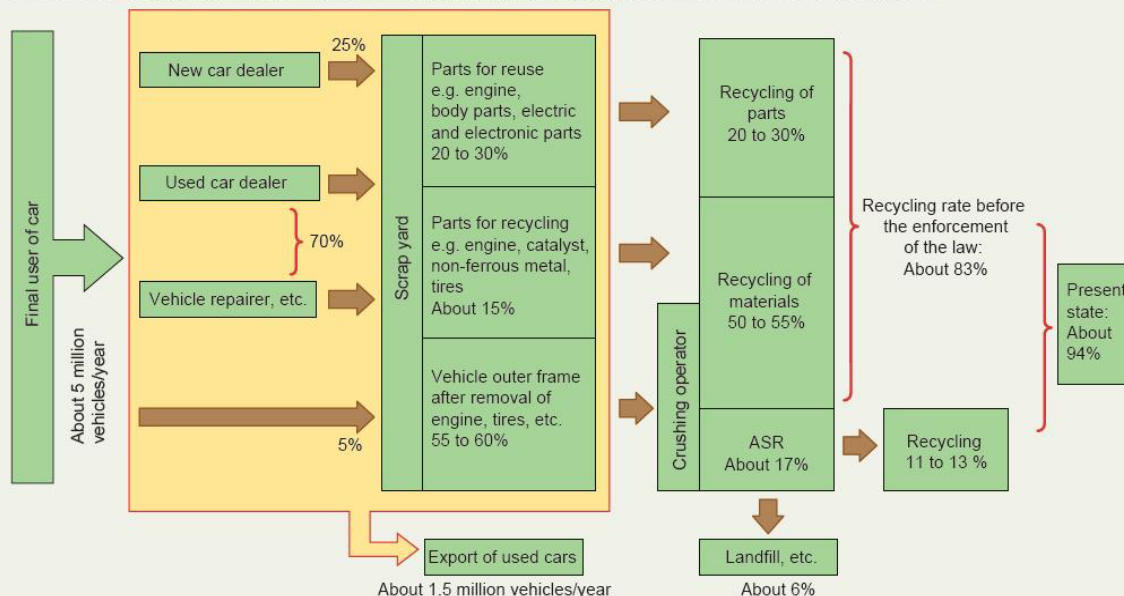 Final user of car
About 5 million
vehicles/year
New car dealer
25%
Used car dealer
70%
Vehicle repairer, etc.
5%
Scrap yard
Parts for reuse
e.g. engine,
body parts, electric
and electronic parts
20 to 30%
Parts for recycling
e.g. engine, catalyst,
non-ferrous metal,
tires
About 15%
Vehicle outer frame
after removal of
engine, tires, etc.
55 to 60%
Export of used cars
About 1.5 million vehicles/year
Crushing operator
Recycling of
parts
20 to 30%
Recycling of
materials
50 to 55%
ASR
About 17%
Landfill, etc.
About 6%
Recycling rate before
the enforcement
of the law:
About 83%
Recycling
11 to 13 %
Present
state:
About
94%